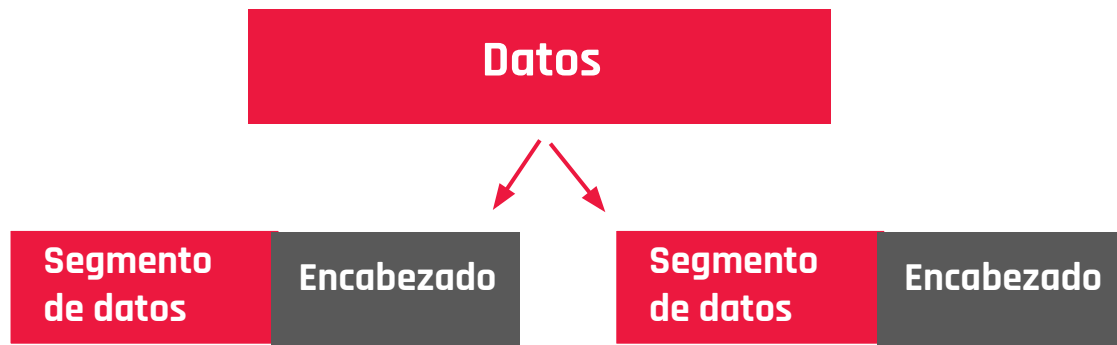 Datos
Segmento
de datos
Encabezado
Segmento
de datos
Encabezado